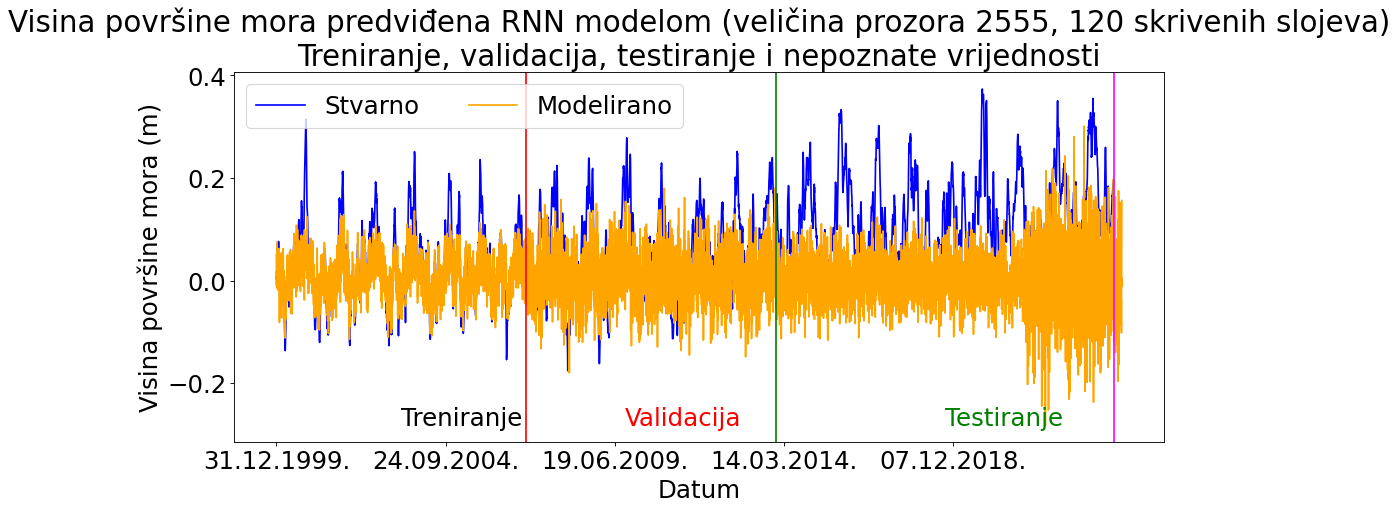 Visina površine mora predviđena RNN modelom (veličina prozora 2555, 120 skrivenih slojeva)
Treniranje, validacija, testiranje i nepoznate vrijednosti
Stvarno
Modelirano
Visina površine mora (m)
0.4
0.2
0.0
−0.2
Treniranje
Validacija
Testiranje
31.12.1999.
24.09.2004.
19.06.2009.
14.03.2014.
07.12.2018.
Datum